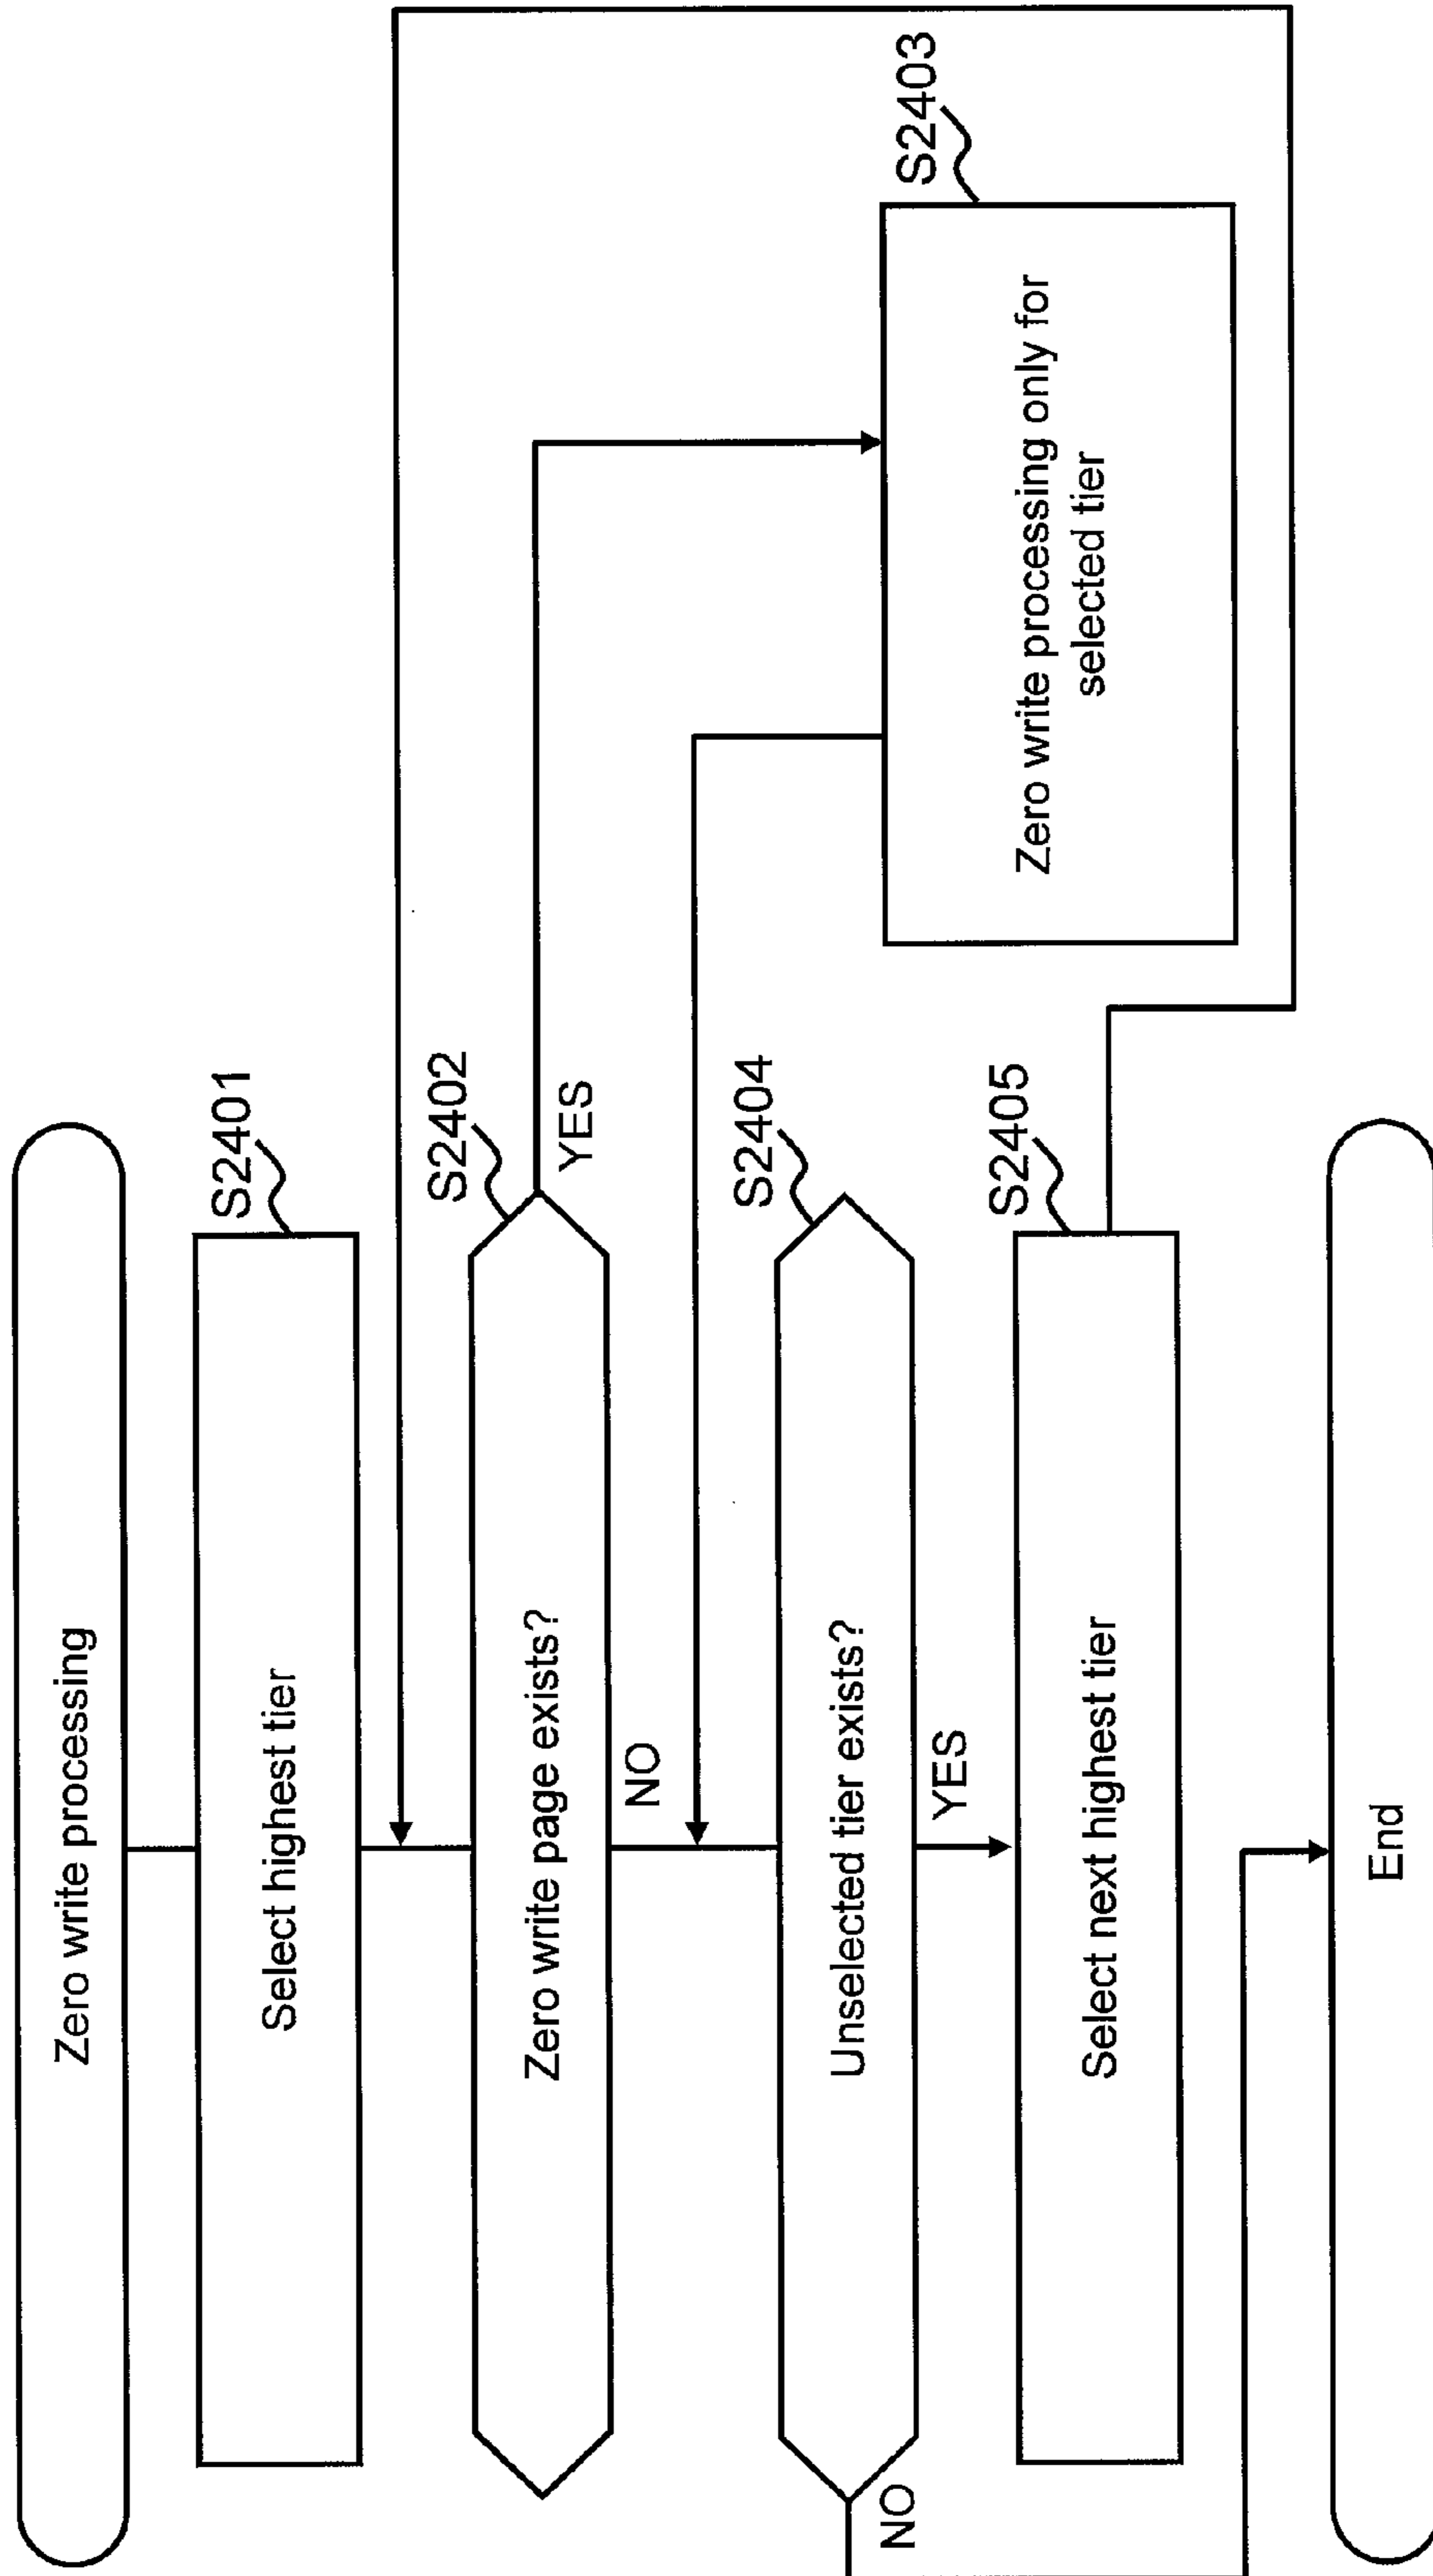 Zero write processing
S2401
Select highest tier
S2402
Zero write page exists?
YES
NO
S2403
Zero write processing only for
selected tier
S2404
Unselected tier exists?
YES
NO
S2405
Select next highest tier
End